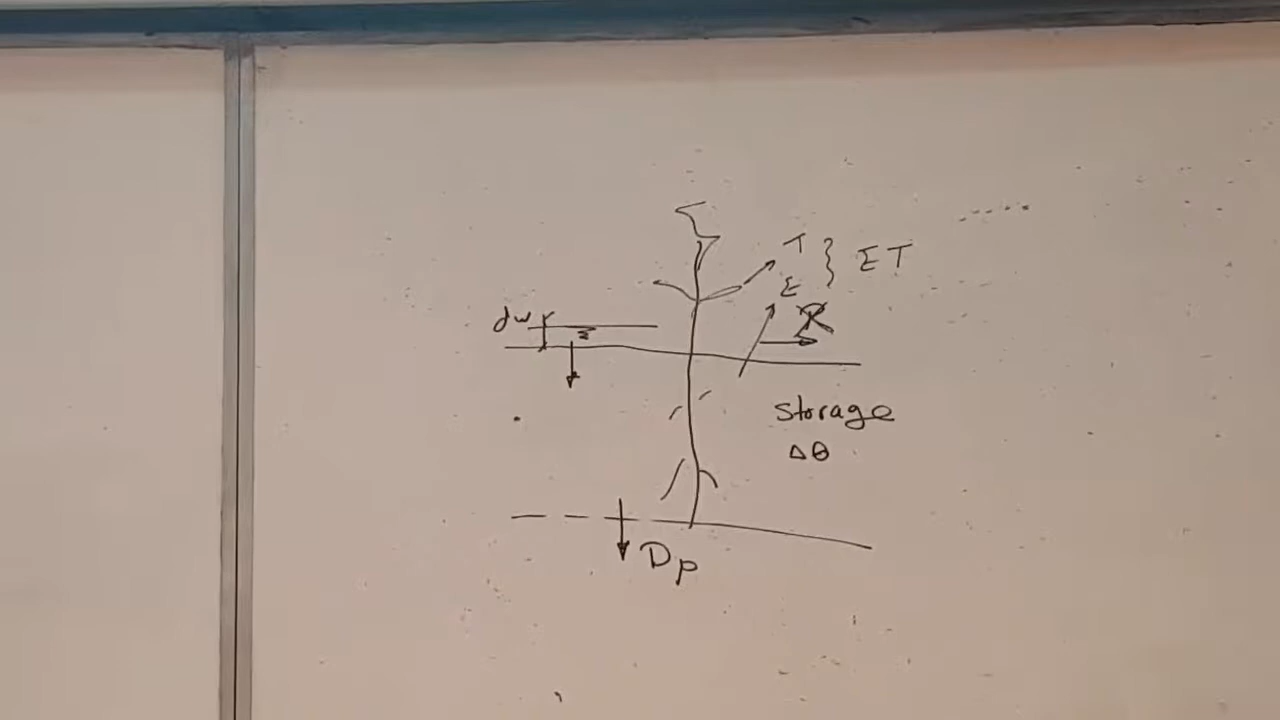 T } ET
E
dw
R
Storage
Δθ
Dp